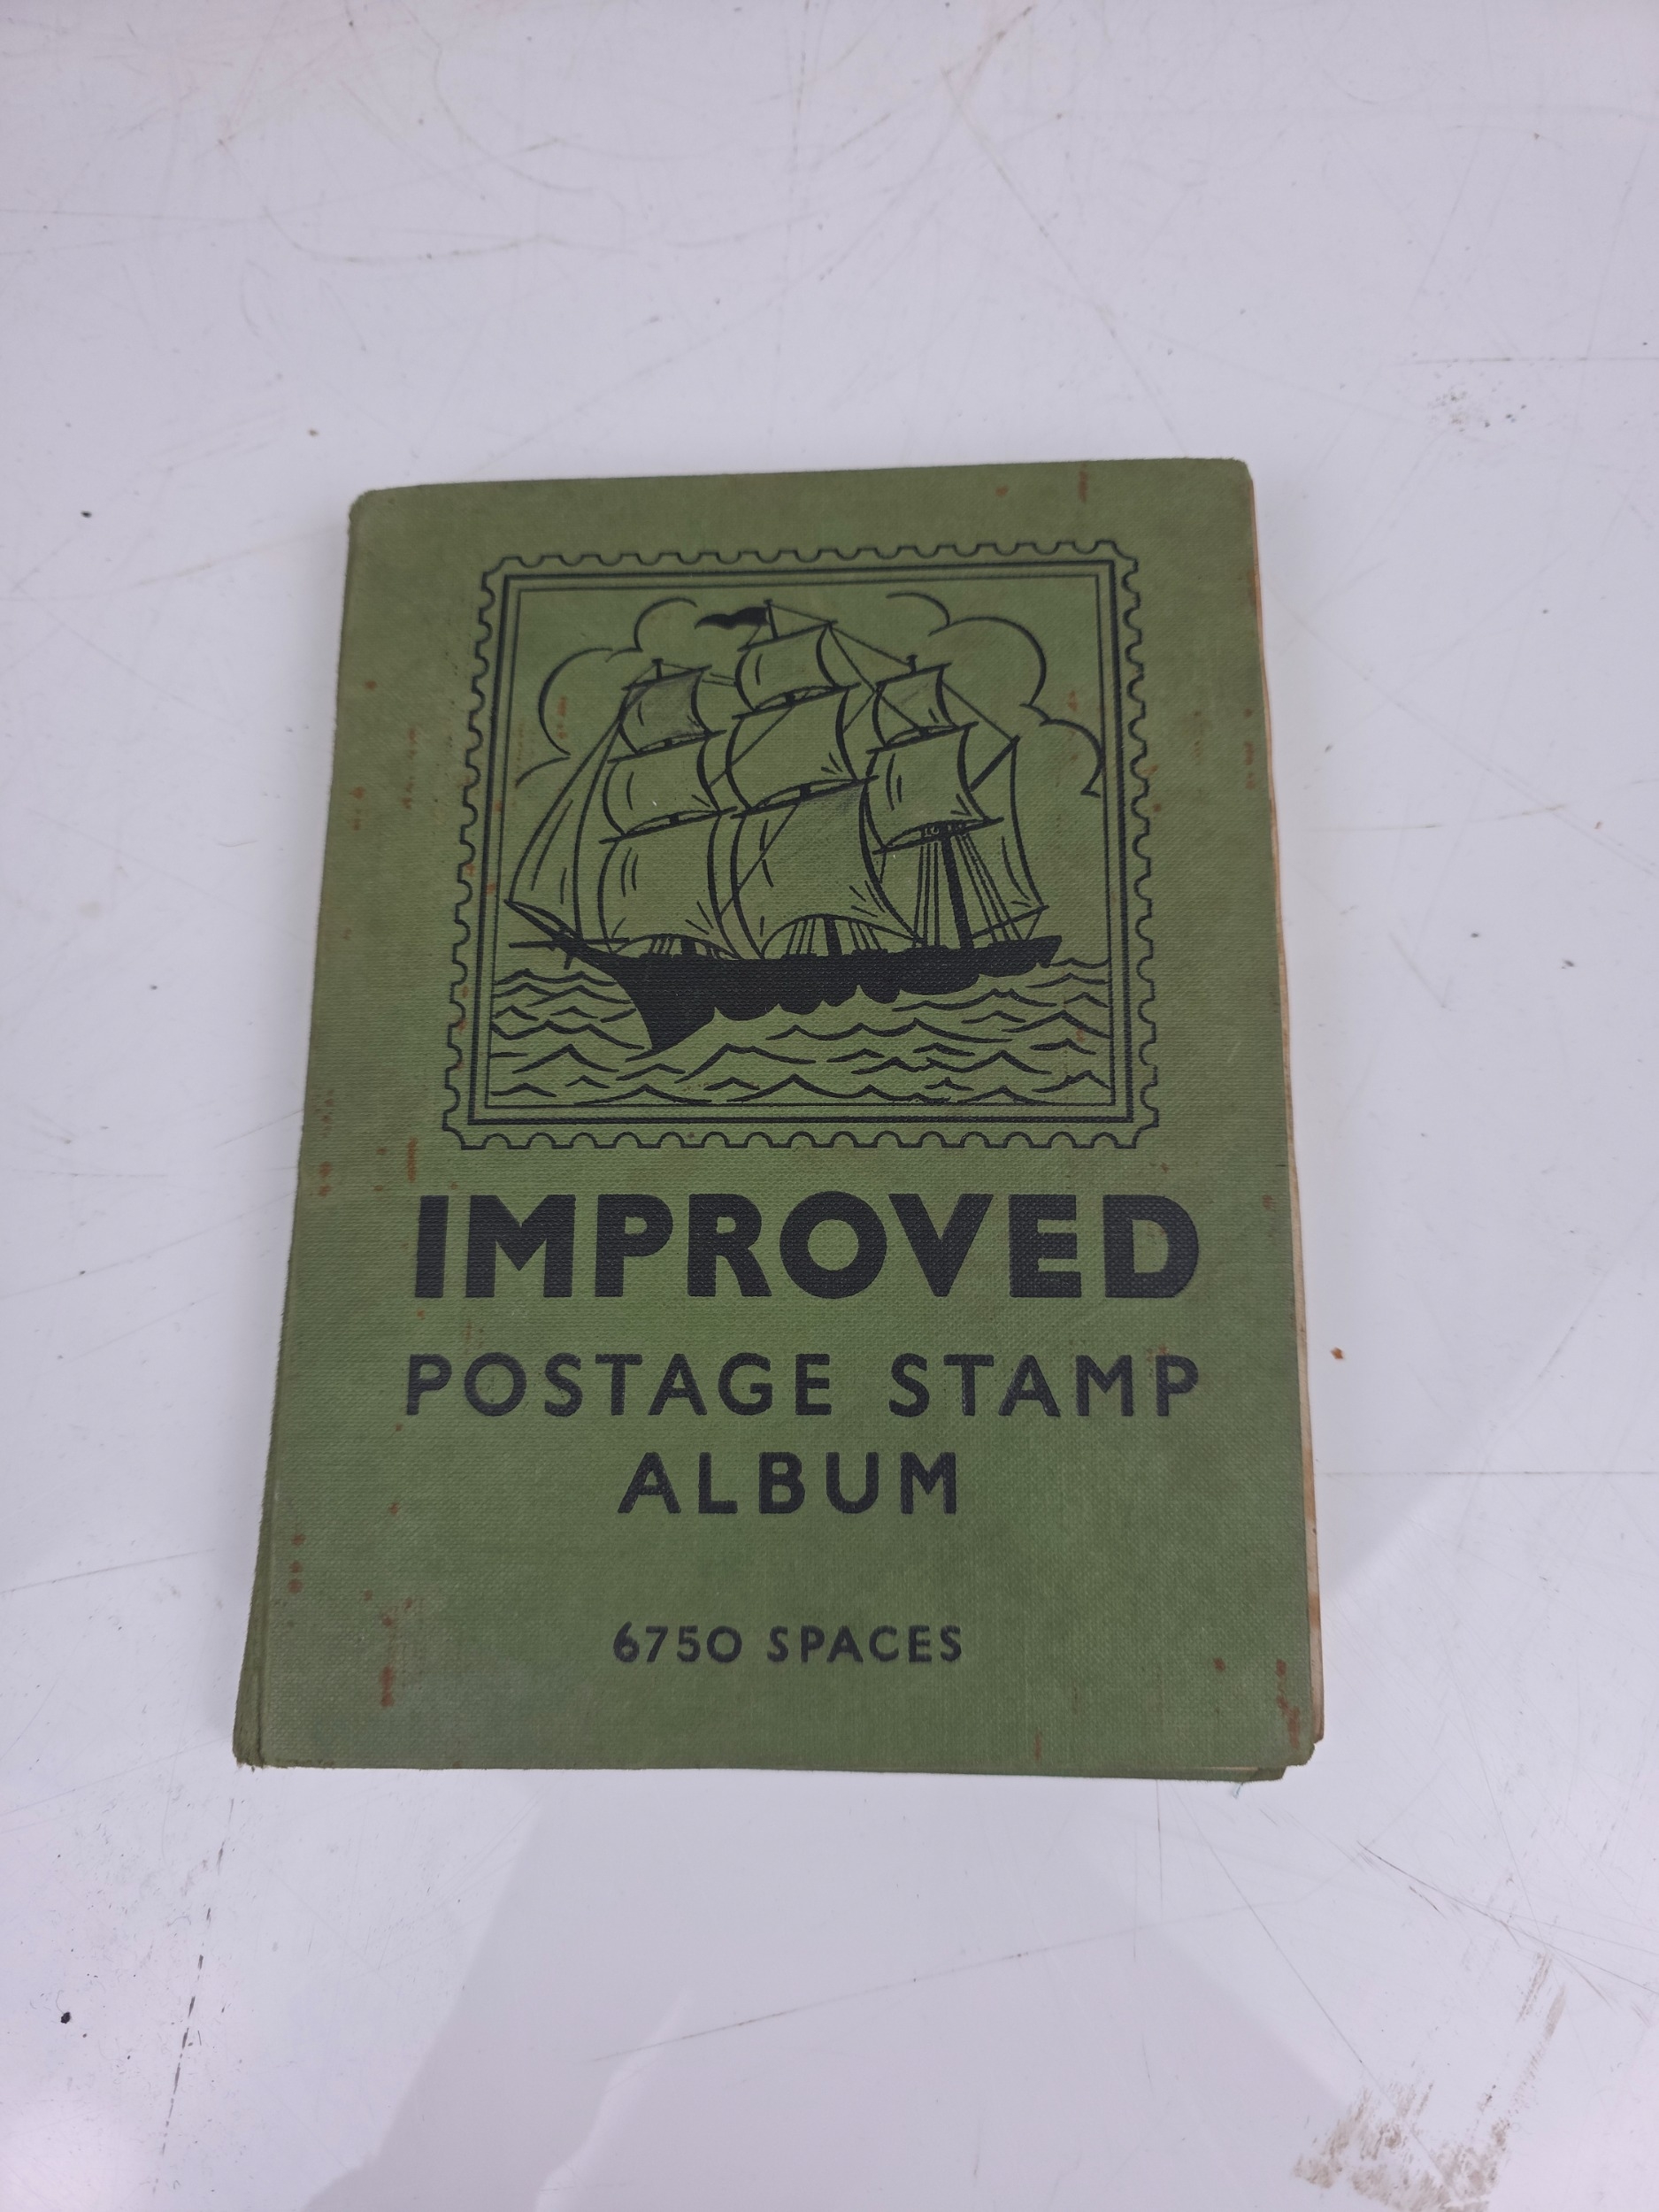 IMPROVED
POSTAGE STAMP
ALBUM
6750 SPACES